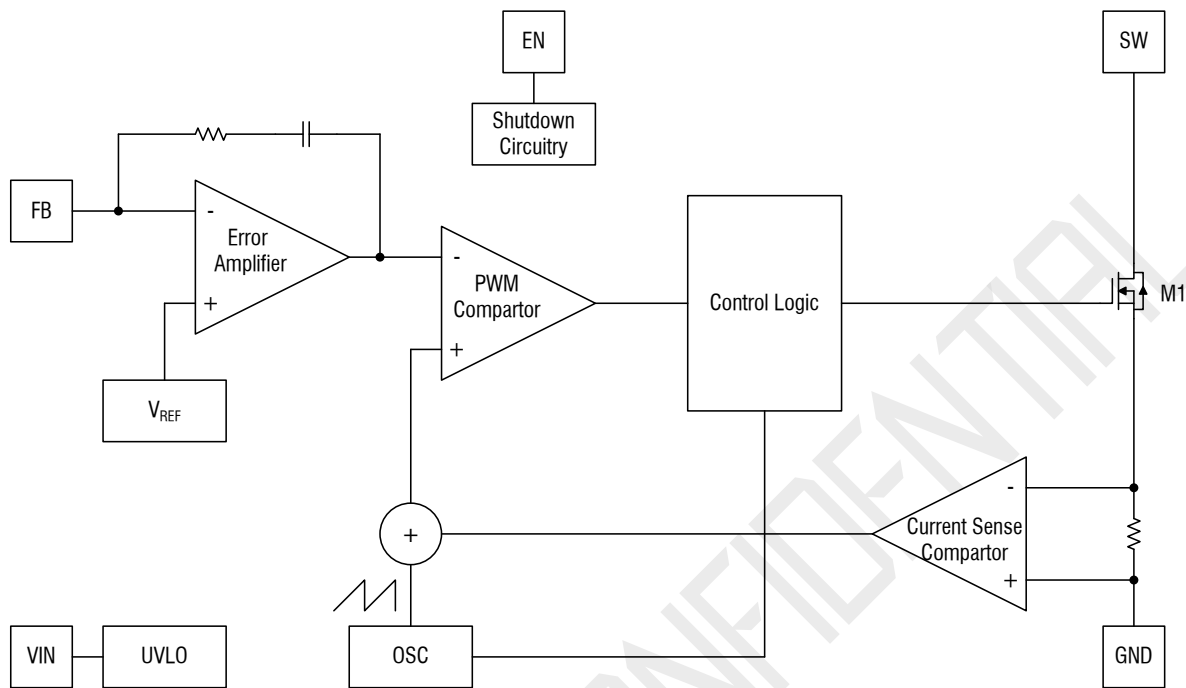 EN
SW
Shutdown
Circuitry
FB
-
Error
Amplifier
+
-
PWM
Compartor
+
Control Logic
M1
VREF
-
Current Sense
Compartor
+
+
VIN
UVLO
OSC
GND
CONFIDENTIAL